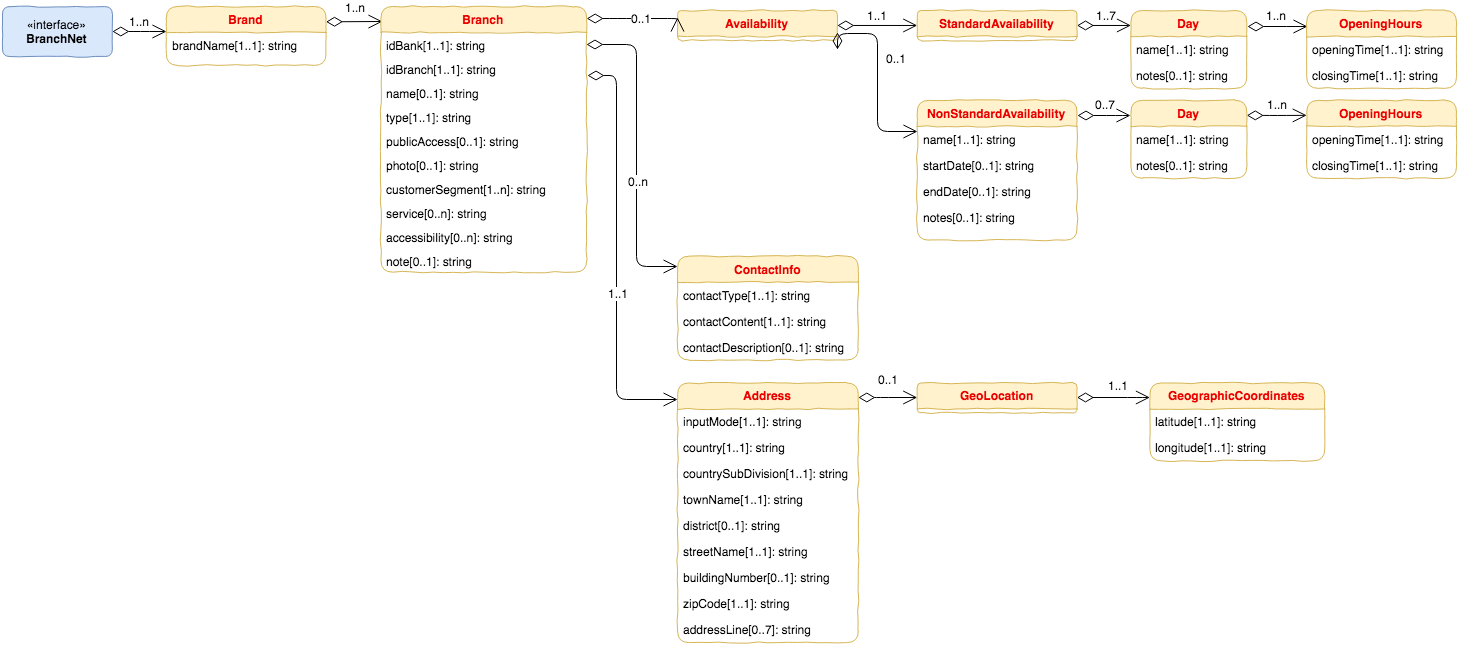 «interface»
BranchNet
1..n
Brand
brandName[1..1]: string
1..n
Branch
idBank[1..1]: string
idBranch[1..1]: string
name[0..1]: string
type[1..1]: string
publicAccess[0..1]: string
photo[0..1]: string
customerSegment[1..n]: string
service[0..n]: string
accessibility[0..n]: string
note[0..1]: string
0..1
Availability
1..1
StandardAvailability
1..7
Day
name[1..1]: string
notes[0..1]: string
1..n
OpeningHours
openingTime[1..1]: string
closingTime[1..1]: string
0..1
NonStandardAvailability
name[1..1]: string
startDate[0..1]: string
endDate[0..1]: string
notes[0..1]: string
0..7
Day
name[1..1]: string
notes[0..1]: string
1..n
OpeningHours
openingTime[1..1]: string
closingTime[1..1]: string
0..n
ContactInfo
contactType[1..1]: string
contactContent[1..1]: string
contactDescription[0..1]: string
1..1
Address
inputMode[1..1]: string
country[1..1]: string
countrySubDivision[1..1]: string
townName[1..1]: string
district[0..1]: string
streetName[1..1]: string
buildingNumber[0..1]: string
zipCode[1..1]: string
addressLine[0..7]: string
0..1
GeoLocation
1..1
GeographicCoordinates
latitude[1..1]: string
longitude[1..1]: string